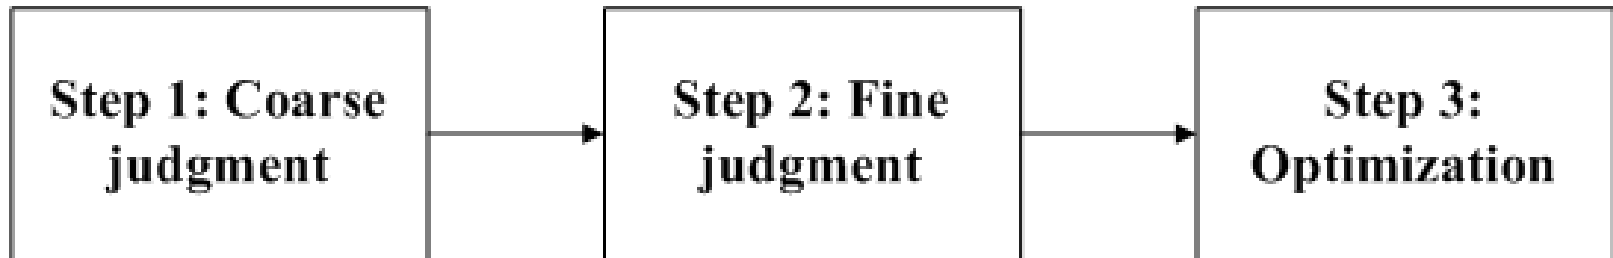 Step 1: Coarse
judgment
Step 2: Fine
judgment
Step 3:
Optimization